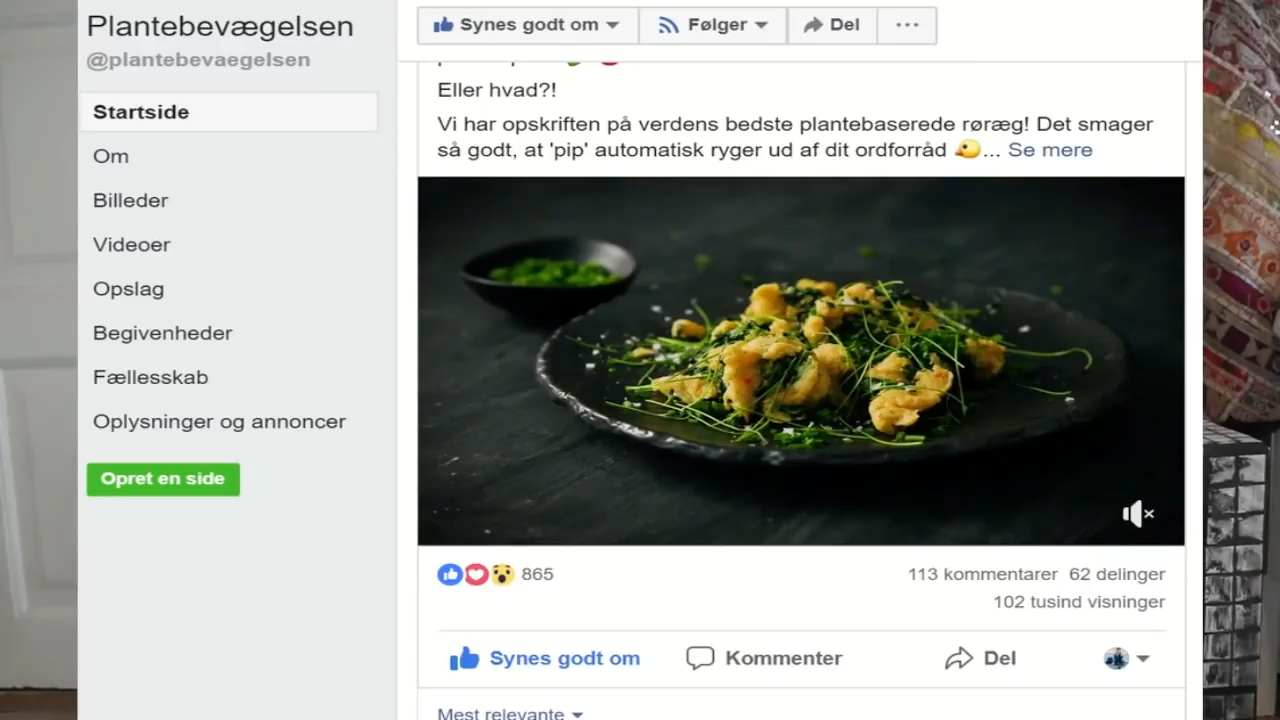 Plantebevægelsen
@plantebevaegelsen
Startside
Om
Billeder
Videoer
Opslag
Begivenheder
Fællesskab
Oplysninger og annoncer
Opret en side
Synes godt om
Følger
Del
Eller hvad?!
Vi har opskriften på verdens bedste plantebaserede røræg! Det smager
så godt, at 'pip' automatisk ryger ud af dit ordforråd ... Se mere
865
113 kommentarer 62 delinger
102 tusind visninger
Synes godt om
Kommenter
Del
Mest relevante